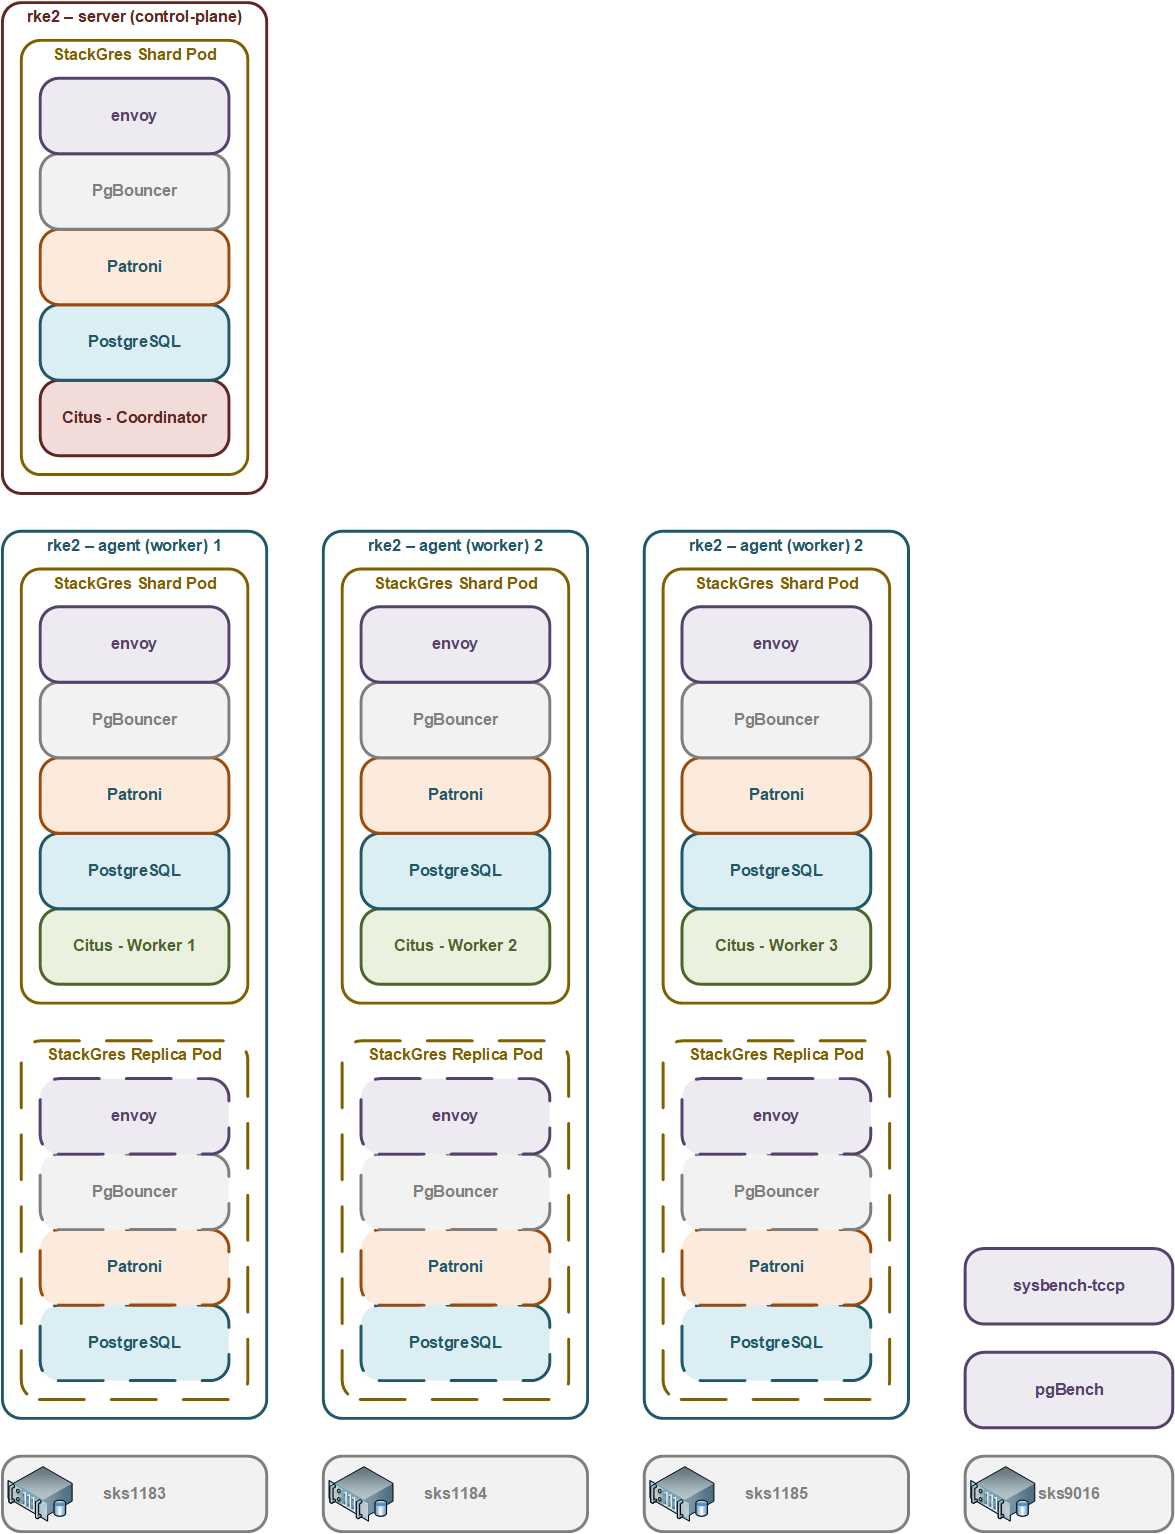 rke2 – server (control-plane)
StackGres Shard Pod
envoy
PgBouncer
Patroni
PostgreSQL
Citus - Coordinator
rke2 – agent (worker) 1
StackGres Shard Pod
envoy
PgBouncer
Patroni
PostgreSQL
Citus - Worker 1
StackGres Replica Pod
envoy
PgBouncer
Patroni
PostgreSQL
sks1183
rke2 – agent (worker) 2
StackGres Shard Pod
envoy
PgBouncer
Patroni
PostgreSQL
Citus - Worker 2
StackGres Replica Pod
envoy
PgBouncer
Patroni
PostgreSQL
sks1184
rke2 – agent (worker) 2
StackGres Shard Pod
envoy
PgBouncer
Patroni
PostgreSQL
Citus - Worker 3
StackGres Replica Pod
envoy
PgBouncer
Patroni
PostgreSQL
sks1185
sysbench-tccp
pgBench
sks9016